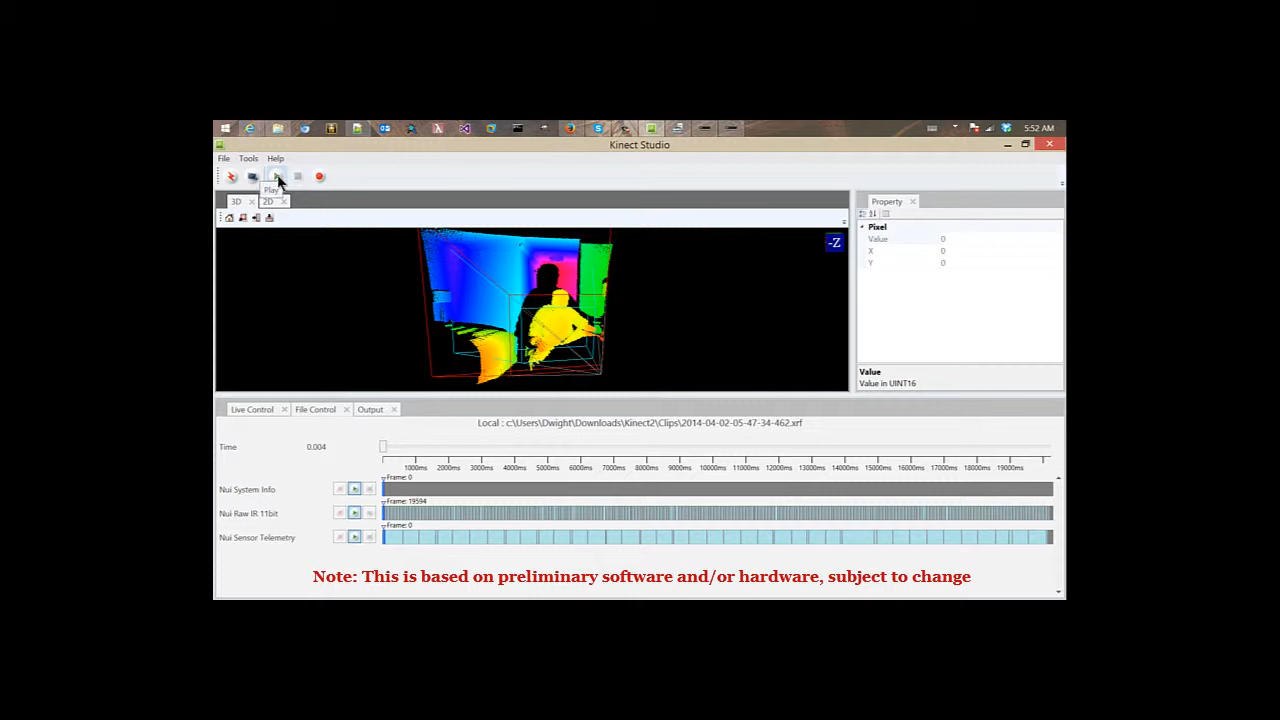 5:52 AM
Kinect Studio
File Tools Help
Play
3D 2D
-Z
Property
Pixel
Value 0
X 0
Y 0
Value
Value in UINT16
Live Control File Control Output
Local : c:\Users\Dwight\Downloads\Kinect2\Clips\2014-04-02-05-47-34-462.xrf
Time 0.004
1000ms 2000ms 3000ms 4000ms 5000ms 6000ms 7000ms 8000ms 9000ms 10000ms 11000ms 12000ms 13000ms 14000ms 15000ms 16000ms 17000ms 18000ms 19000ms
Frame: 0
Nui System Info
Frame: 19594
Nui Raw IR 11bit
Frame: 0
Nui Sensor Telemetry
Note: This is based on preliminary software and/or hardware, subject to change